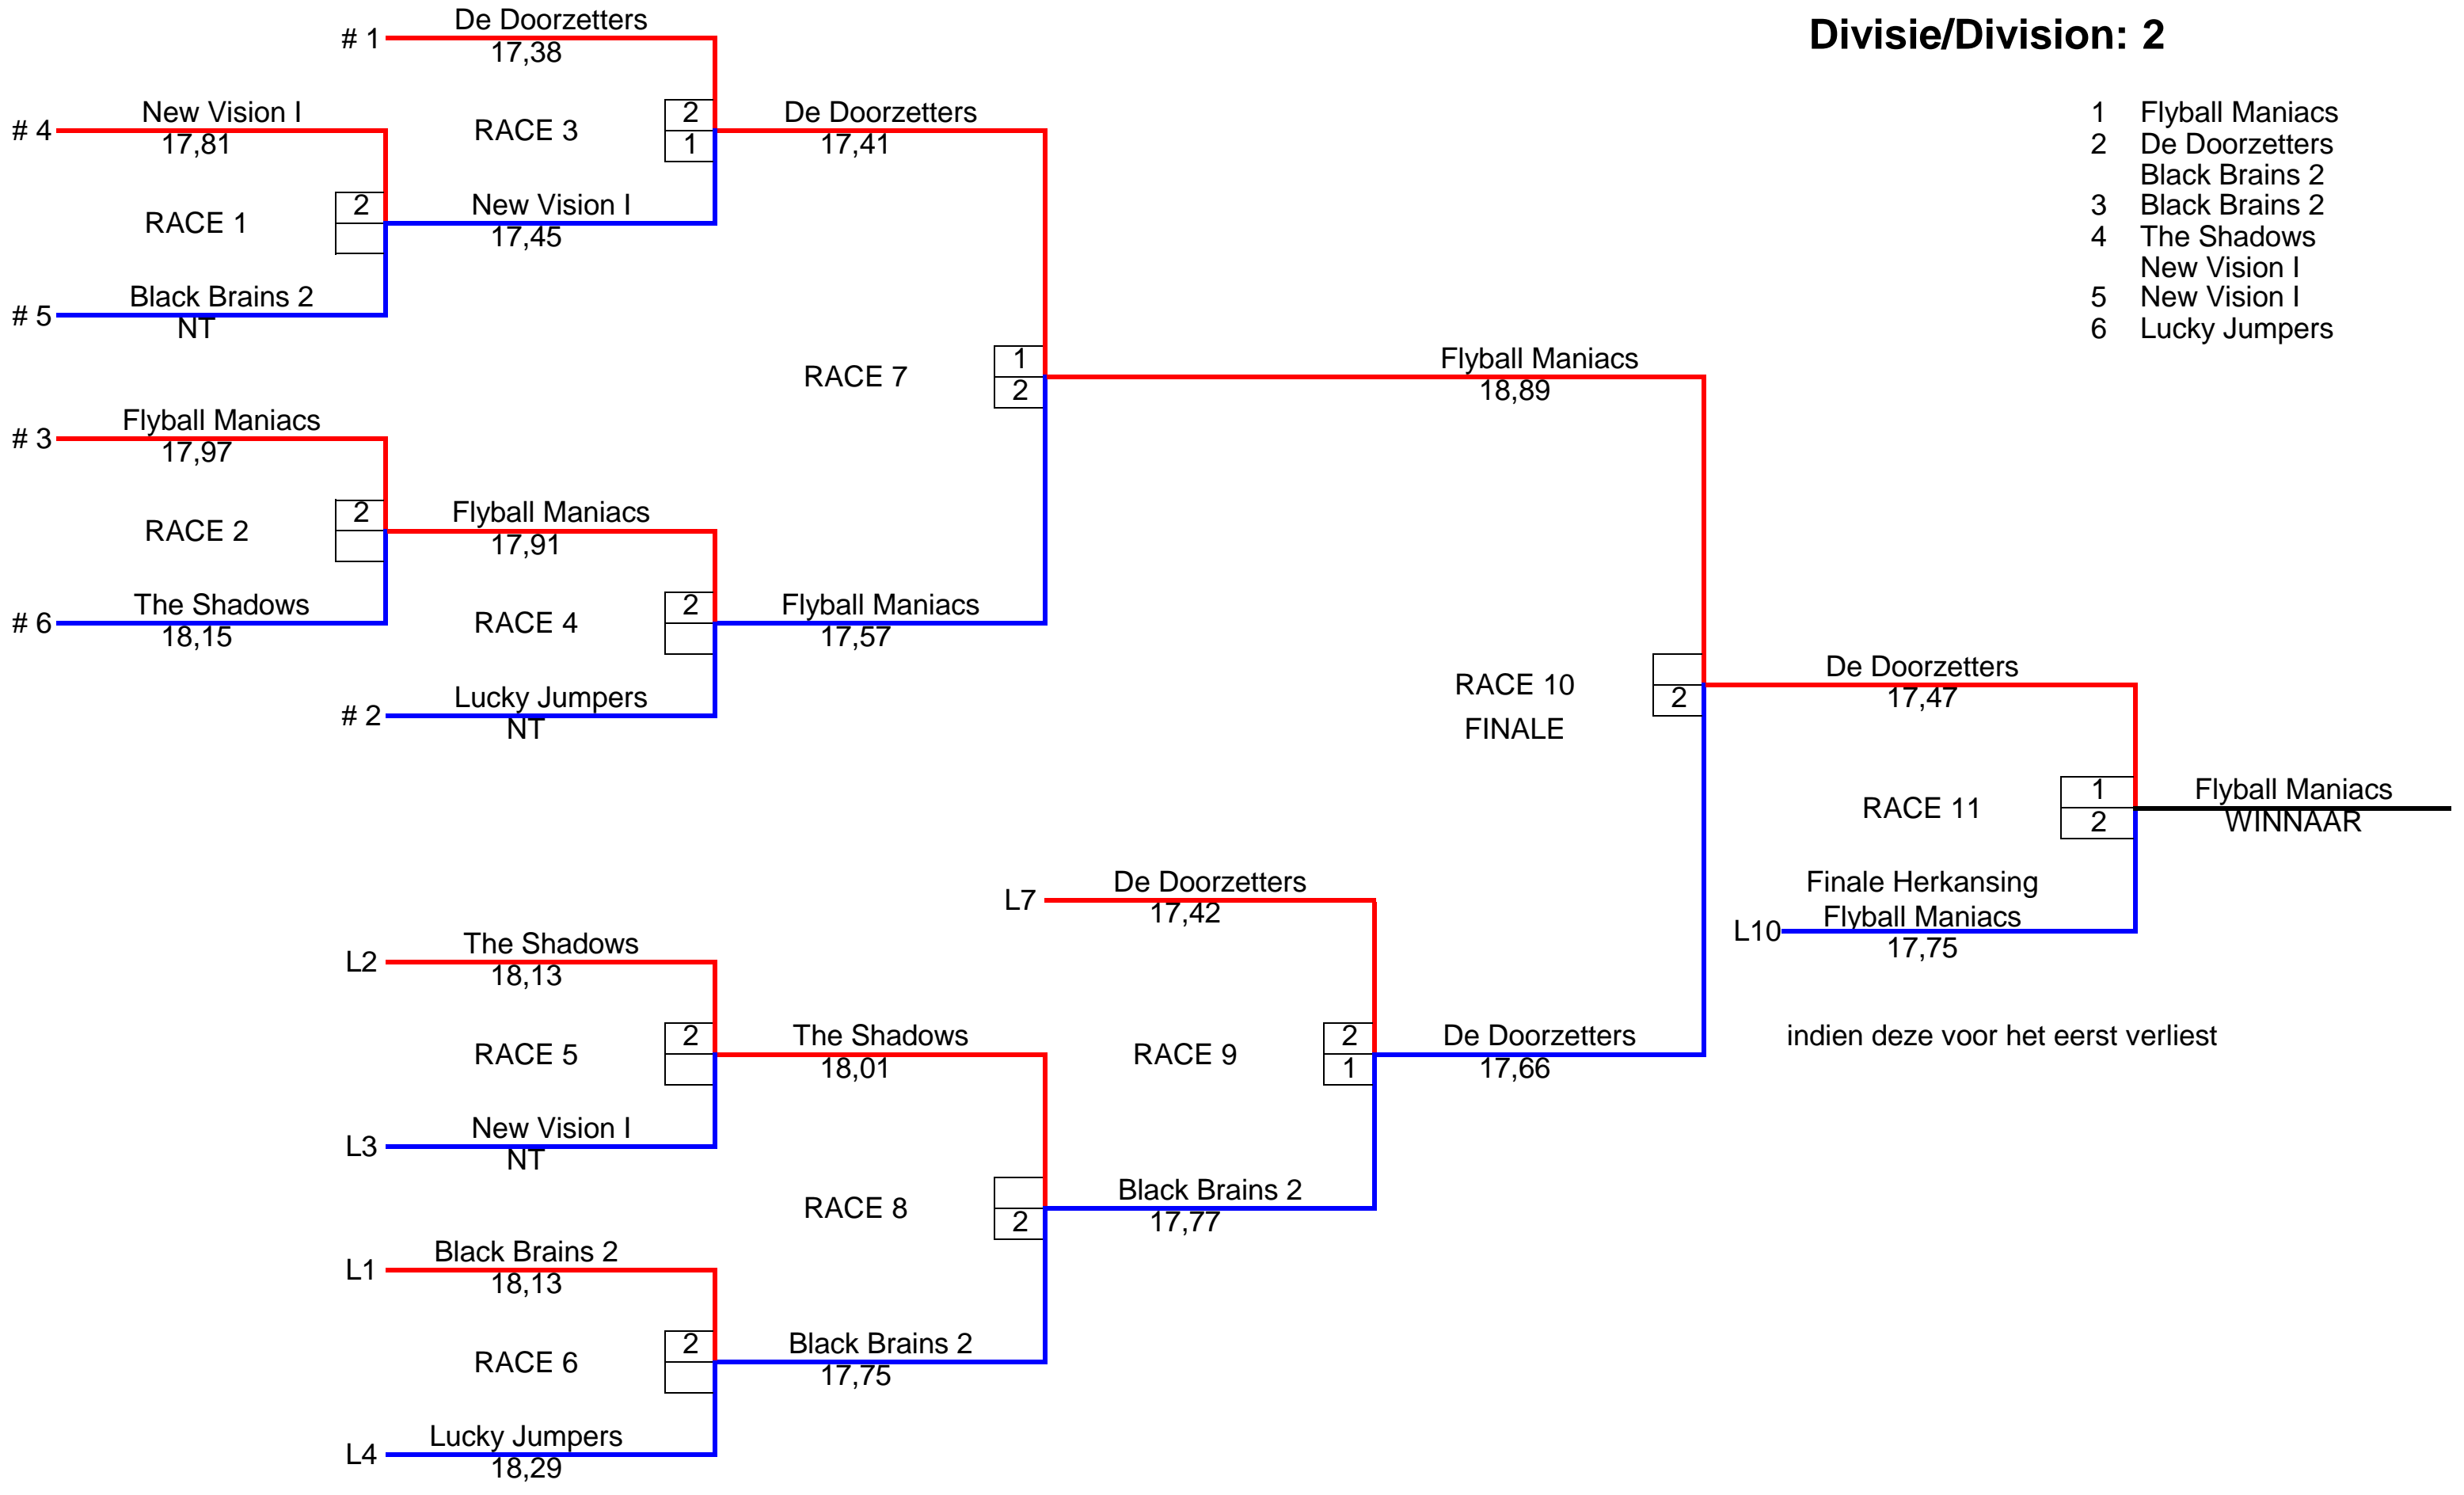 De Doorzetters
# 1
17,38
Divisie/Division: 2
New Vision I
# 4
17,81
RACE 3
2
1
De Doorzetters
17,41
1 Flyball Maniacs
2 De Doorzetters
Black Brains 2
3 Black Brains 2
4 The Shadows
New Vision I
5 New Vision I
6 Lucky Jumpers
RACE 1
2
New Vision I
17,45
Black Brains 2
# 5
NT
RACE 7
1
2
Flyball Maniacs
18,89
Flyball Maniacs
# 3
17,97
RACE 2
2
Flyball Maniacs
17,91
The Shadows
# 6
18,15
RACE 4
2
Flyball Maniacs
17,57
Lucky Jumpers
# 2
NT
RACE 10
FINALE
2
De Doorzetters
17,47
RACE 11
1
2
Flyball Maniacs
WINNAAR
Finale Herkansing
Flyball Maniacs
L10
17,75
indien deze voor het eerst verliest
De Doorzetters
L7
17,42
The Shadows
L2
18,13
RACE 5
2
The Shadows
18,01
RACE 9
2
1
De Doorzetters
17,66
New Vision I
L3
NT
RACE 8
2
Black Brains 2
17,77
Black Brains 2
L1
18,13
RACE 6
2
Black Brains 2
17,75
Lucky Jumpers
L4
18,29